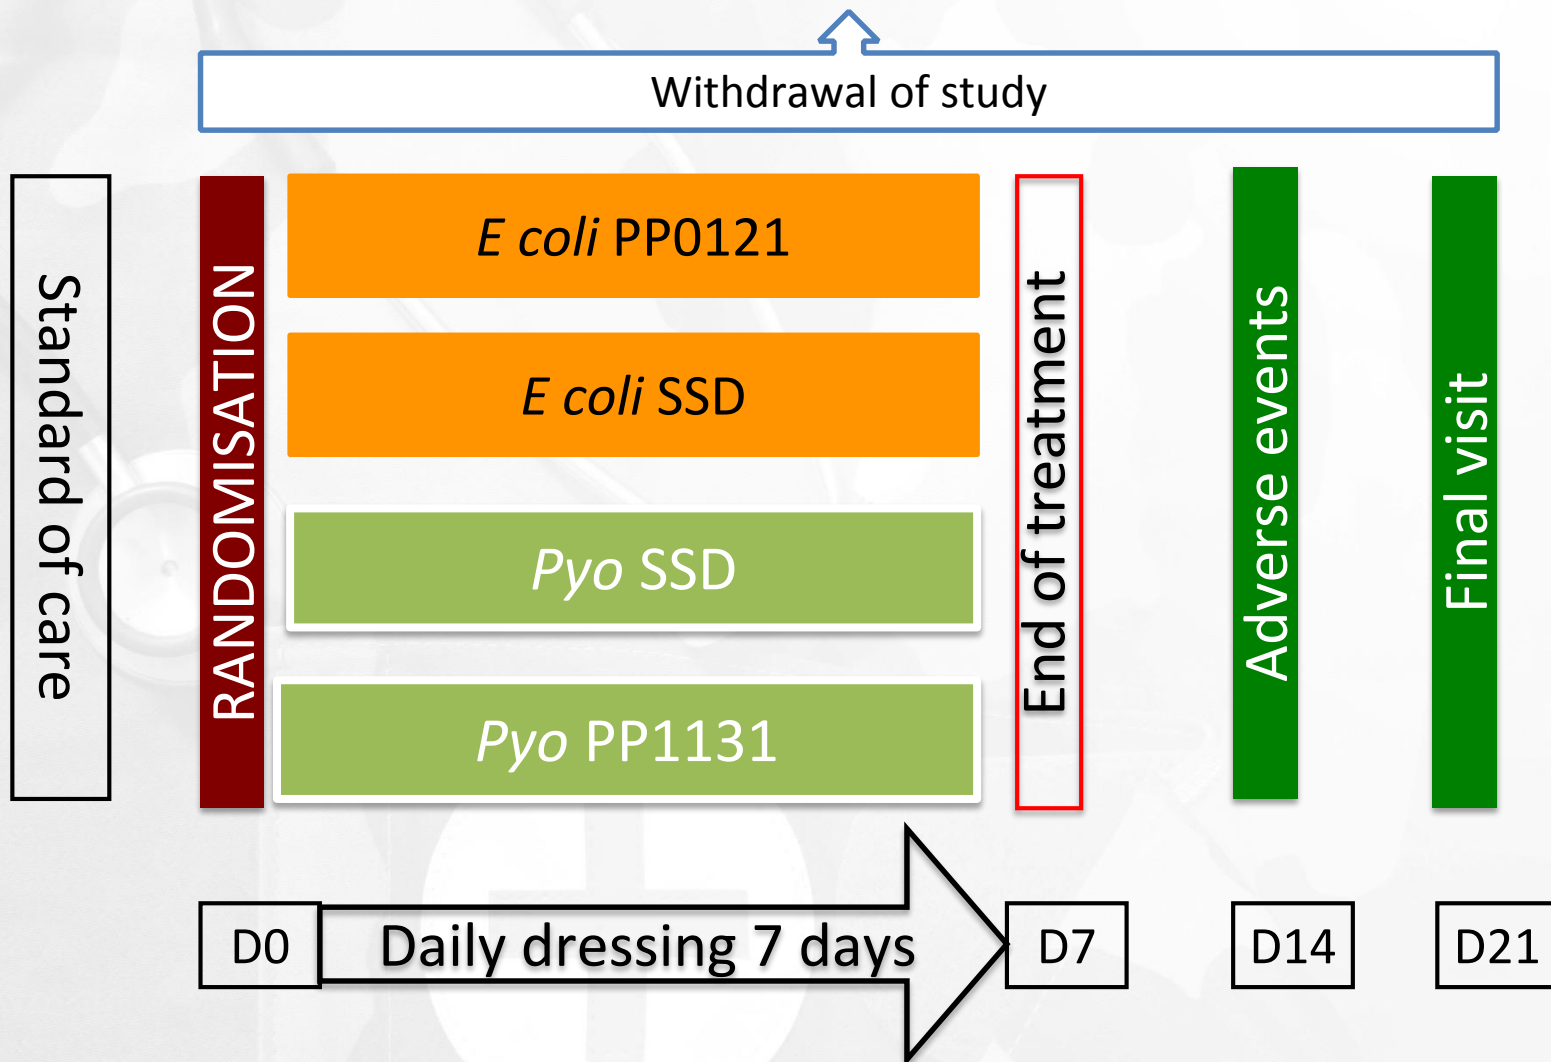 Withdrawal of study
Standard of care
RANDOMISATION
E coli PP0121
E coli SSD
Pyo SSD
Pyo PP1131
End of treatment
Adverse events
Final visit
D0
Daily dressing 7 days
D7
D14
D21